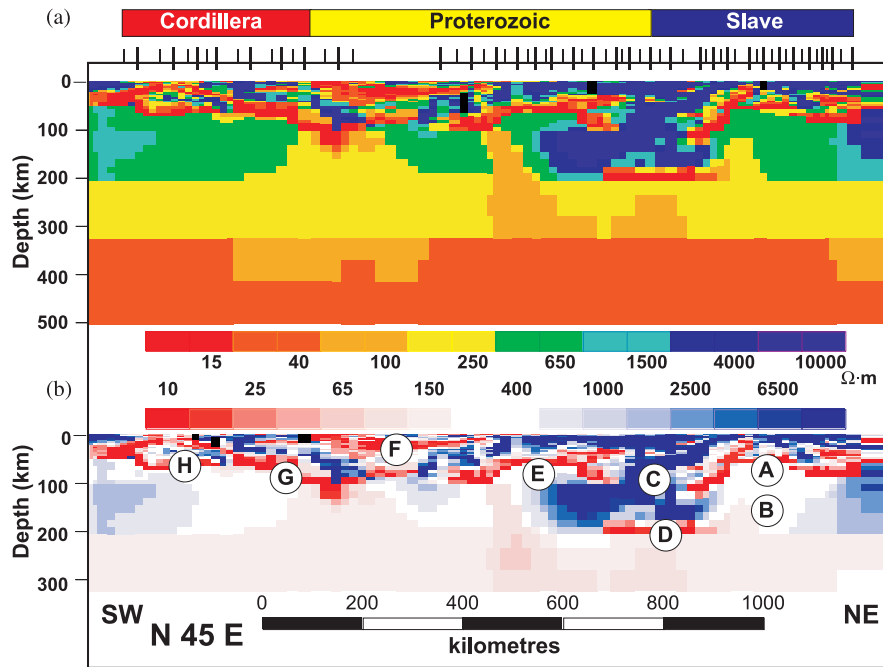 (a)
Cordillera Proterozoic Slave
Depth (km)
0
100
200
300
400
500
15 40 100 250 650 1500 4000 10000
Ω·m
(b)
10 25 65 150 400 1000 2500 6500
Depth (km)
0
100
200
300
A
B
C
D
E
F
G
H
SW
N 45 E
NE
0 200 400 600 800 1000
kilometres